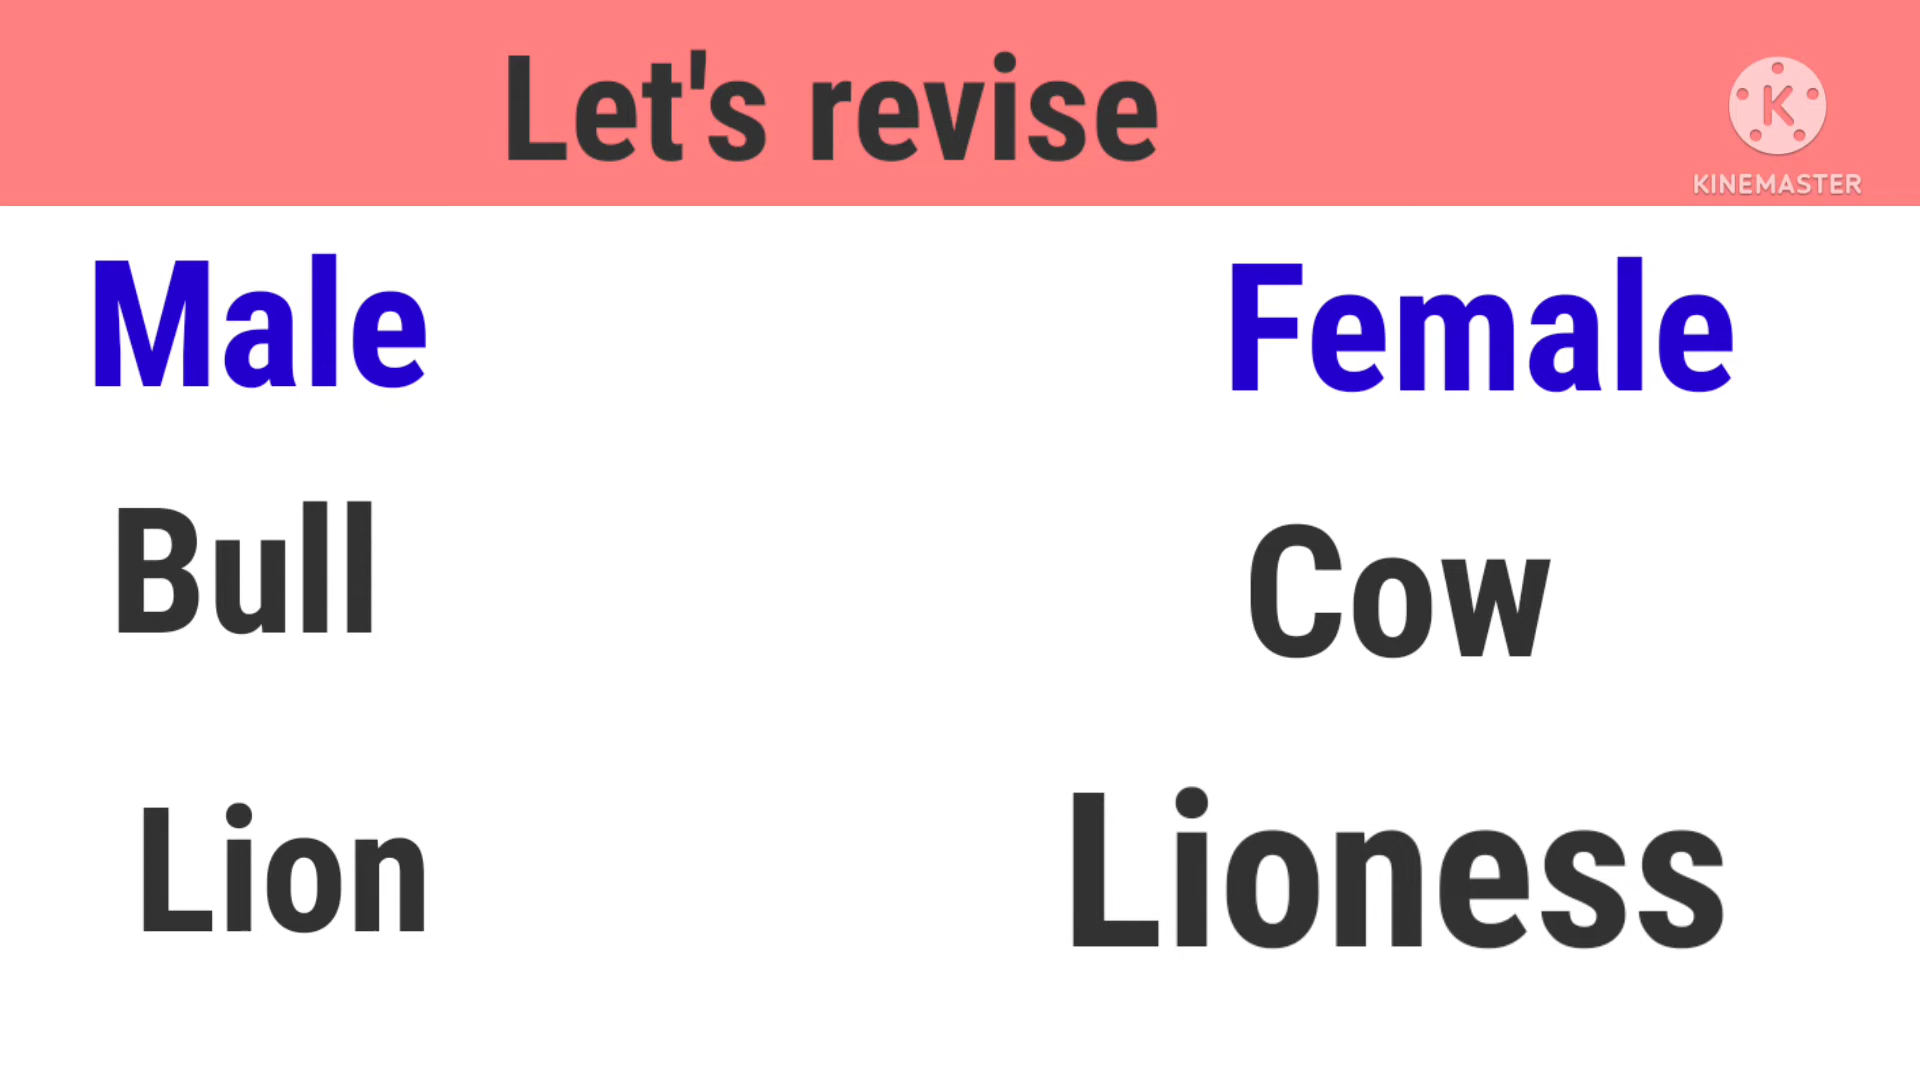 Let's revise
KINEMASTER
Male Female
Bull Cow
Lion Lioness